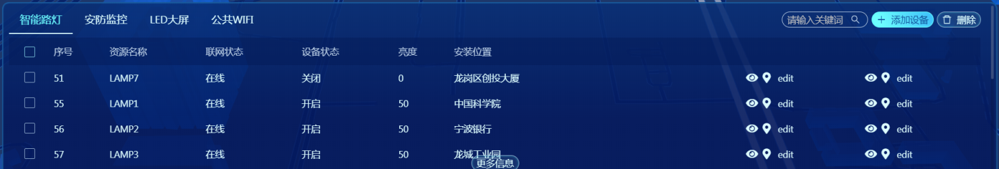 智能路灯 安防监控 LED大屏 公共WIFI 请输入关键词 + 添加设备 删除
序号 资源名称 联网状态 设备状态 亮度 安装位置
51 LAMP7 在线 关闭 0 龙岗区创投大厦 edit edit
55 LAMP1 在线 开启 50 中国科学院 edit edit
56 LAMP2 在线 开启 50 宁波银行 edit edit
57 LAMP3 在线 开启 50 龙城工业园 edit edit
更多信息